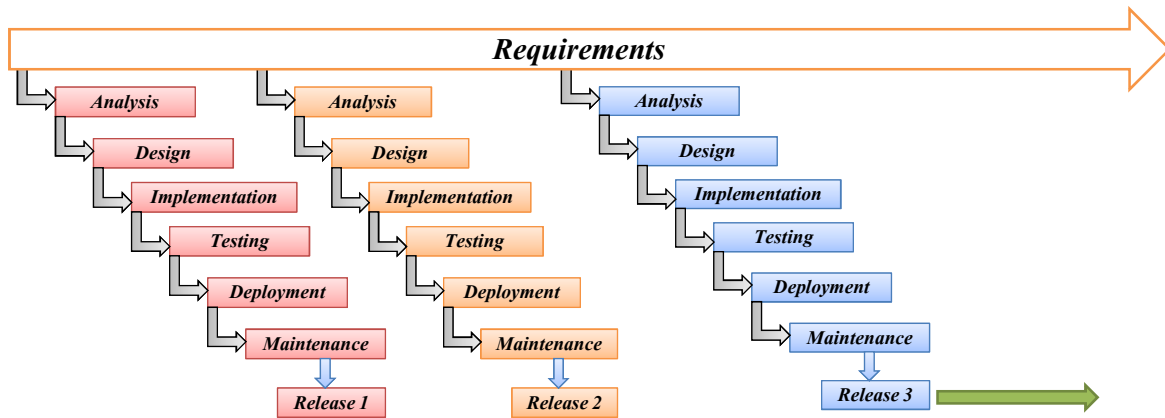 Requirements
Analysis
Design
Implementation
Testing
Deployment
Maintenance
Release 1
Analysis
Design
Implementation
Testing
Deployment
Maintenance
Release 2
Analysis
Design
Implementation
Testing
Deployment
Maintenance
Release 3